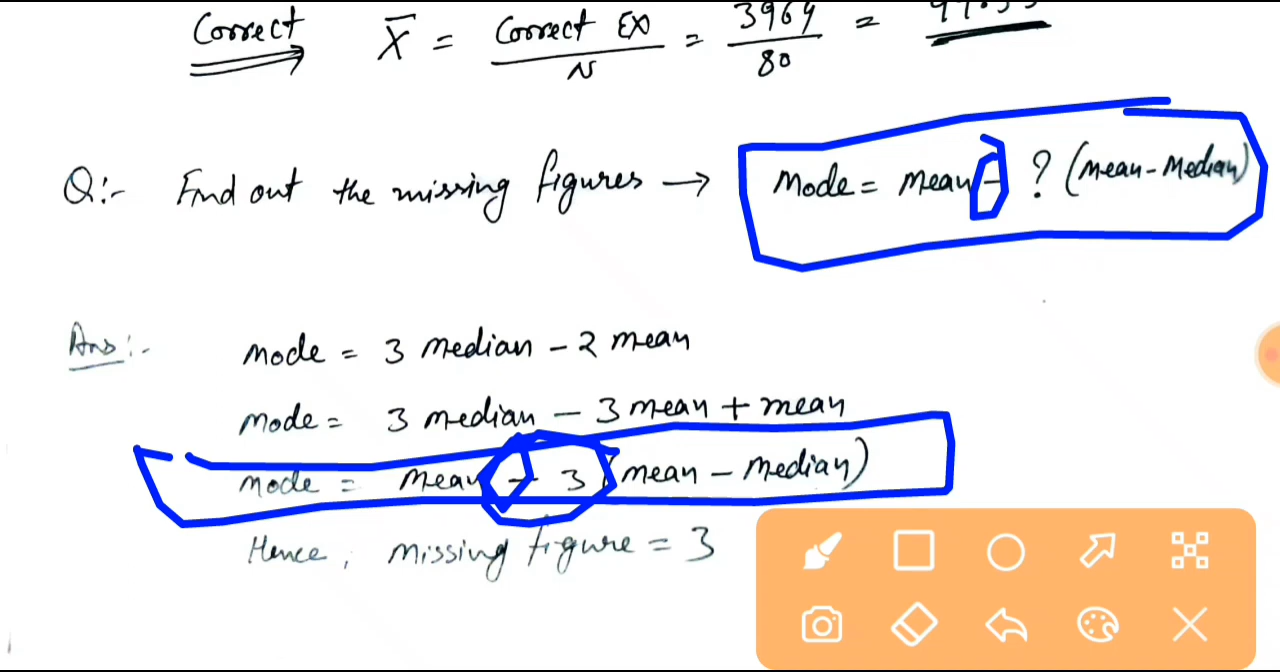 Correct X̄ = Correct ΣX / N = 3964 / 80 =
Q:- Find out the missing figures → mode = mean - ? (mean - Median)
Ans:- mode = 3 median - 2 mean
mode = 3 median - 3 mean + mean
mode = mean - 3 (mean - median)
Hence, missing figure = 3